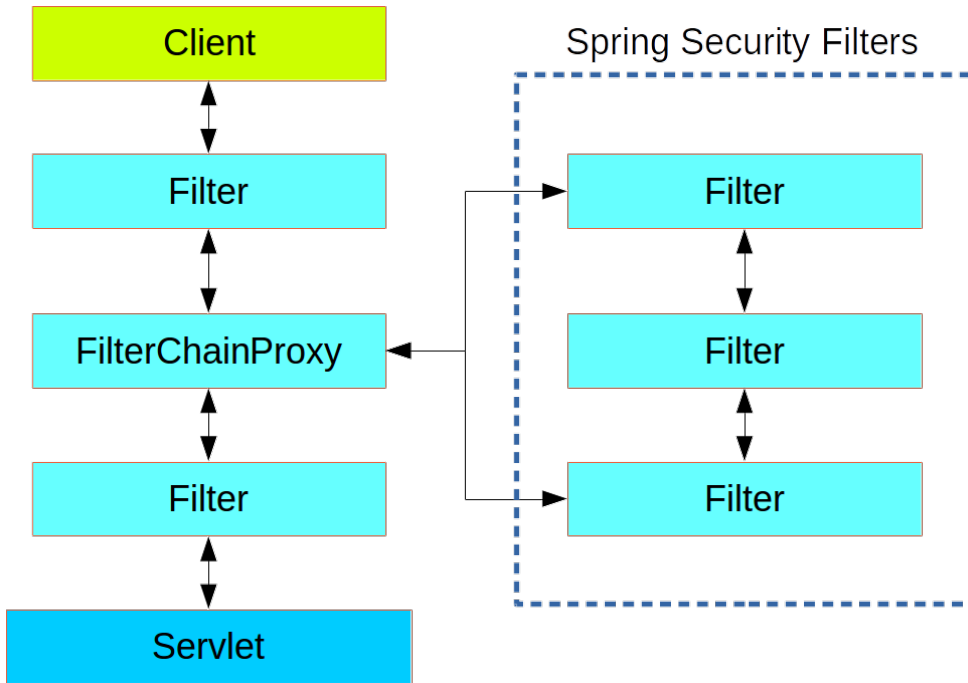 Client
Spring Security Filters
Filter
Filter
FilterChainProxy
Filter
Filter
Filter
Servlet